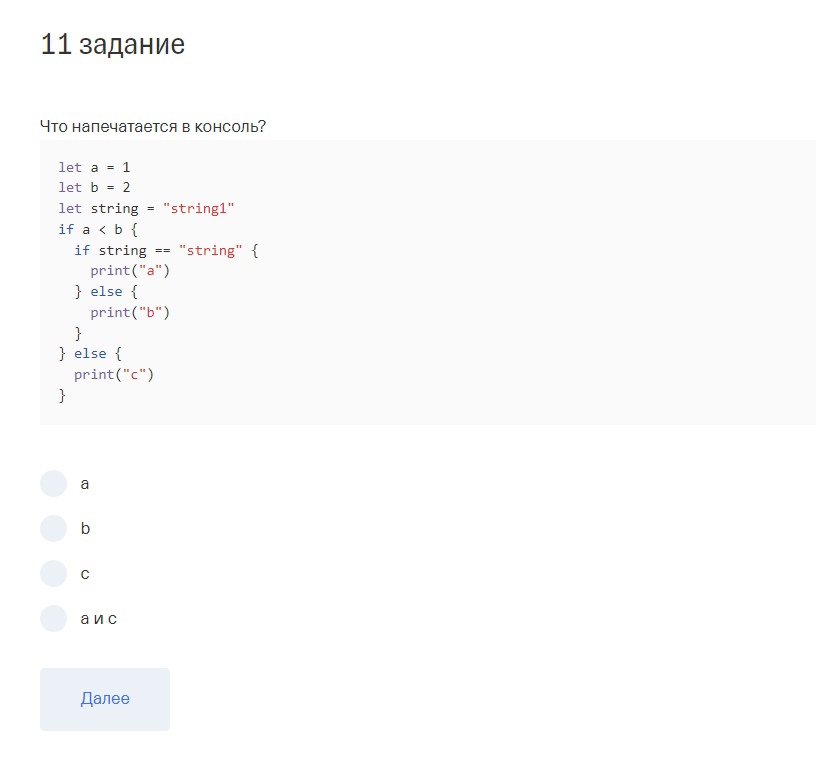 11 задание
Что напечатается в консоль?
let a = 1
let b = 2
let string = "string1"
if a < b {
  if string == "string" {
    print("a")
  } else {
    print("b")
  }
} else {
  print("c")
}
a
b
c
а и с
Далее